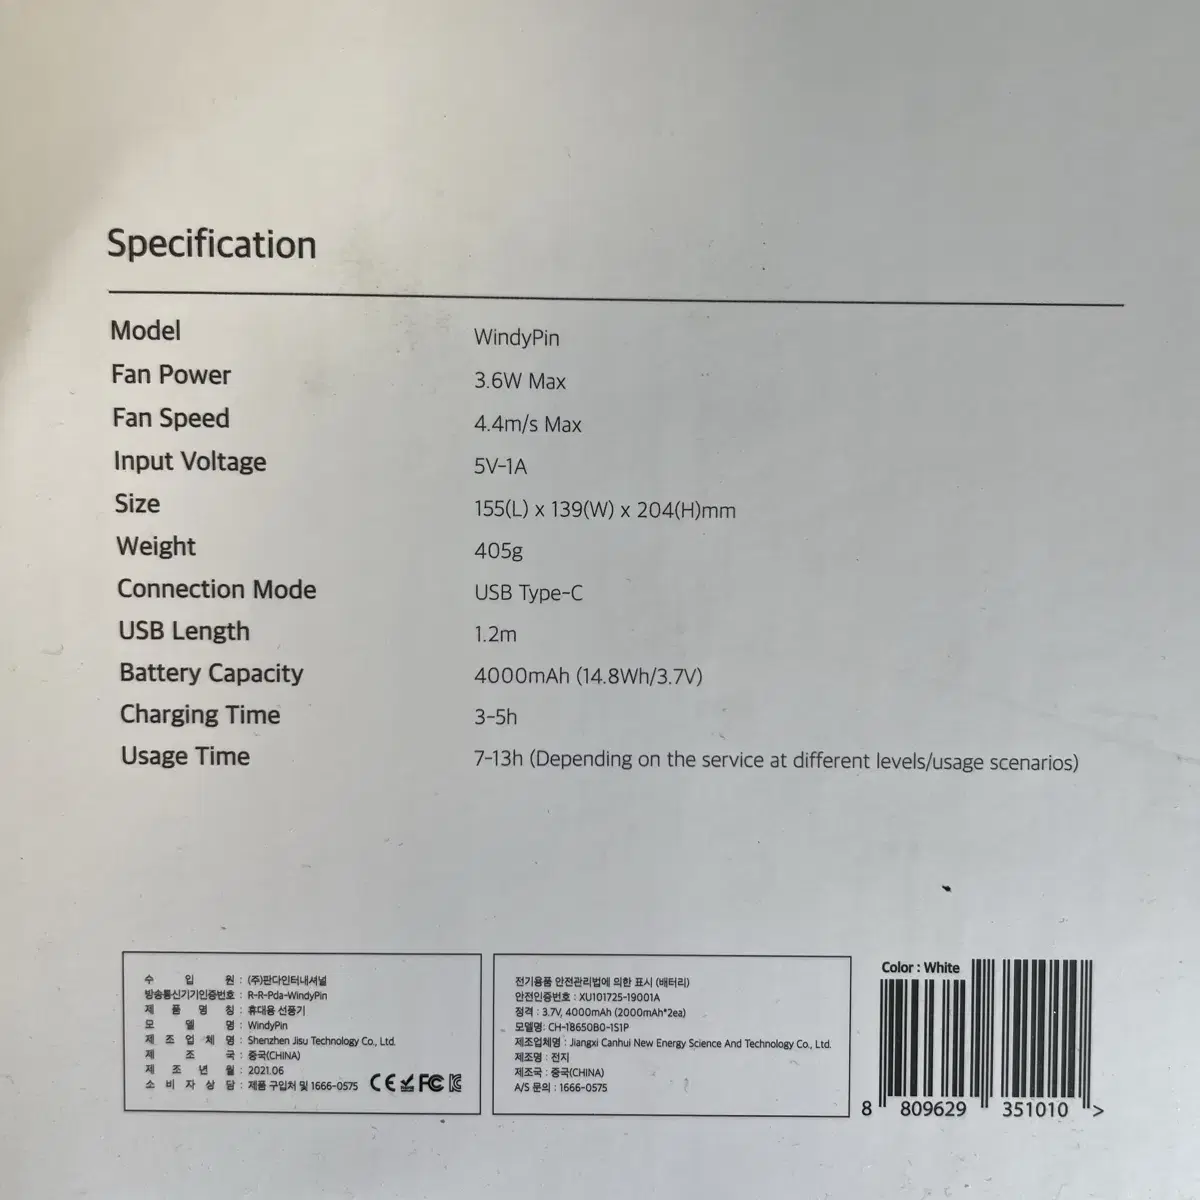 Specification
Model WindyPin
Fan Power 3.6W Max
Fan Speed 4.4m/s Max
Input Voltage 5V-1A
Size 155(L) x 139(W) x 204(H)mm
Weight 405g
Connection Mode USB Type-C
USB Length 1.2m
Battery Capacity 4000mAh (14.8Wh/3.7V)
Charging Time 3-5h
Usage Time 7-13h (Depending on the service at different levels/usage scenarios)
수 입 원 : (주)판다인터내셔널
방송통신기기인증번호 : R-R-Pda-WindyPin
제 품 명 칭 : 휴대용 선풍기
모 델 명 : WindyPin
제 조 업 체 명 : Shenzhen Jisu Technology Co., Ltd.
제 조 국 : 중국(CHINA)
제 조 년 월 : 2021.06
소 비 자 상 담 : 제품 구입처 및 1666-0575
CE FC
전기용품 안전관리법에 의한 표시 (배터리)
안전인증번호 : XU101725-19001A
정격 : 3.7V, 4000mAh (2000mAh*2ea)
모델명: CH-18650B0-1S1P
제조업체명 : Jiangxi Canhui New Energy Science And Technology Co., Ltd.
제조명 : 전지
제조국 : 중국(CHINA)
A/S 문의 : 1666-0575
Color : White
8 809629 351010 >